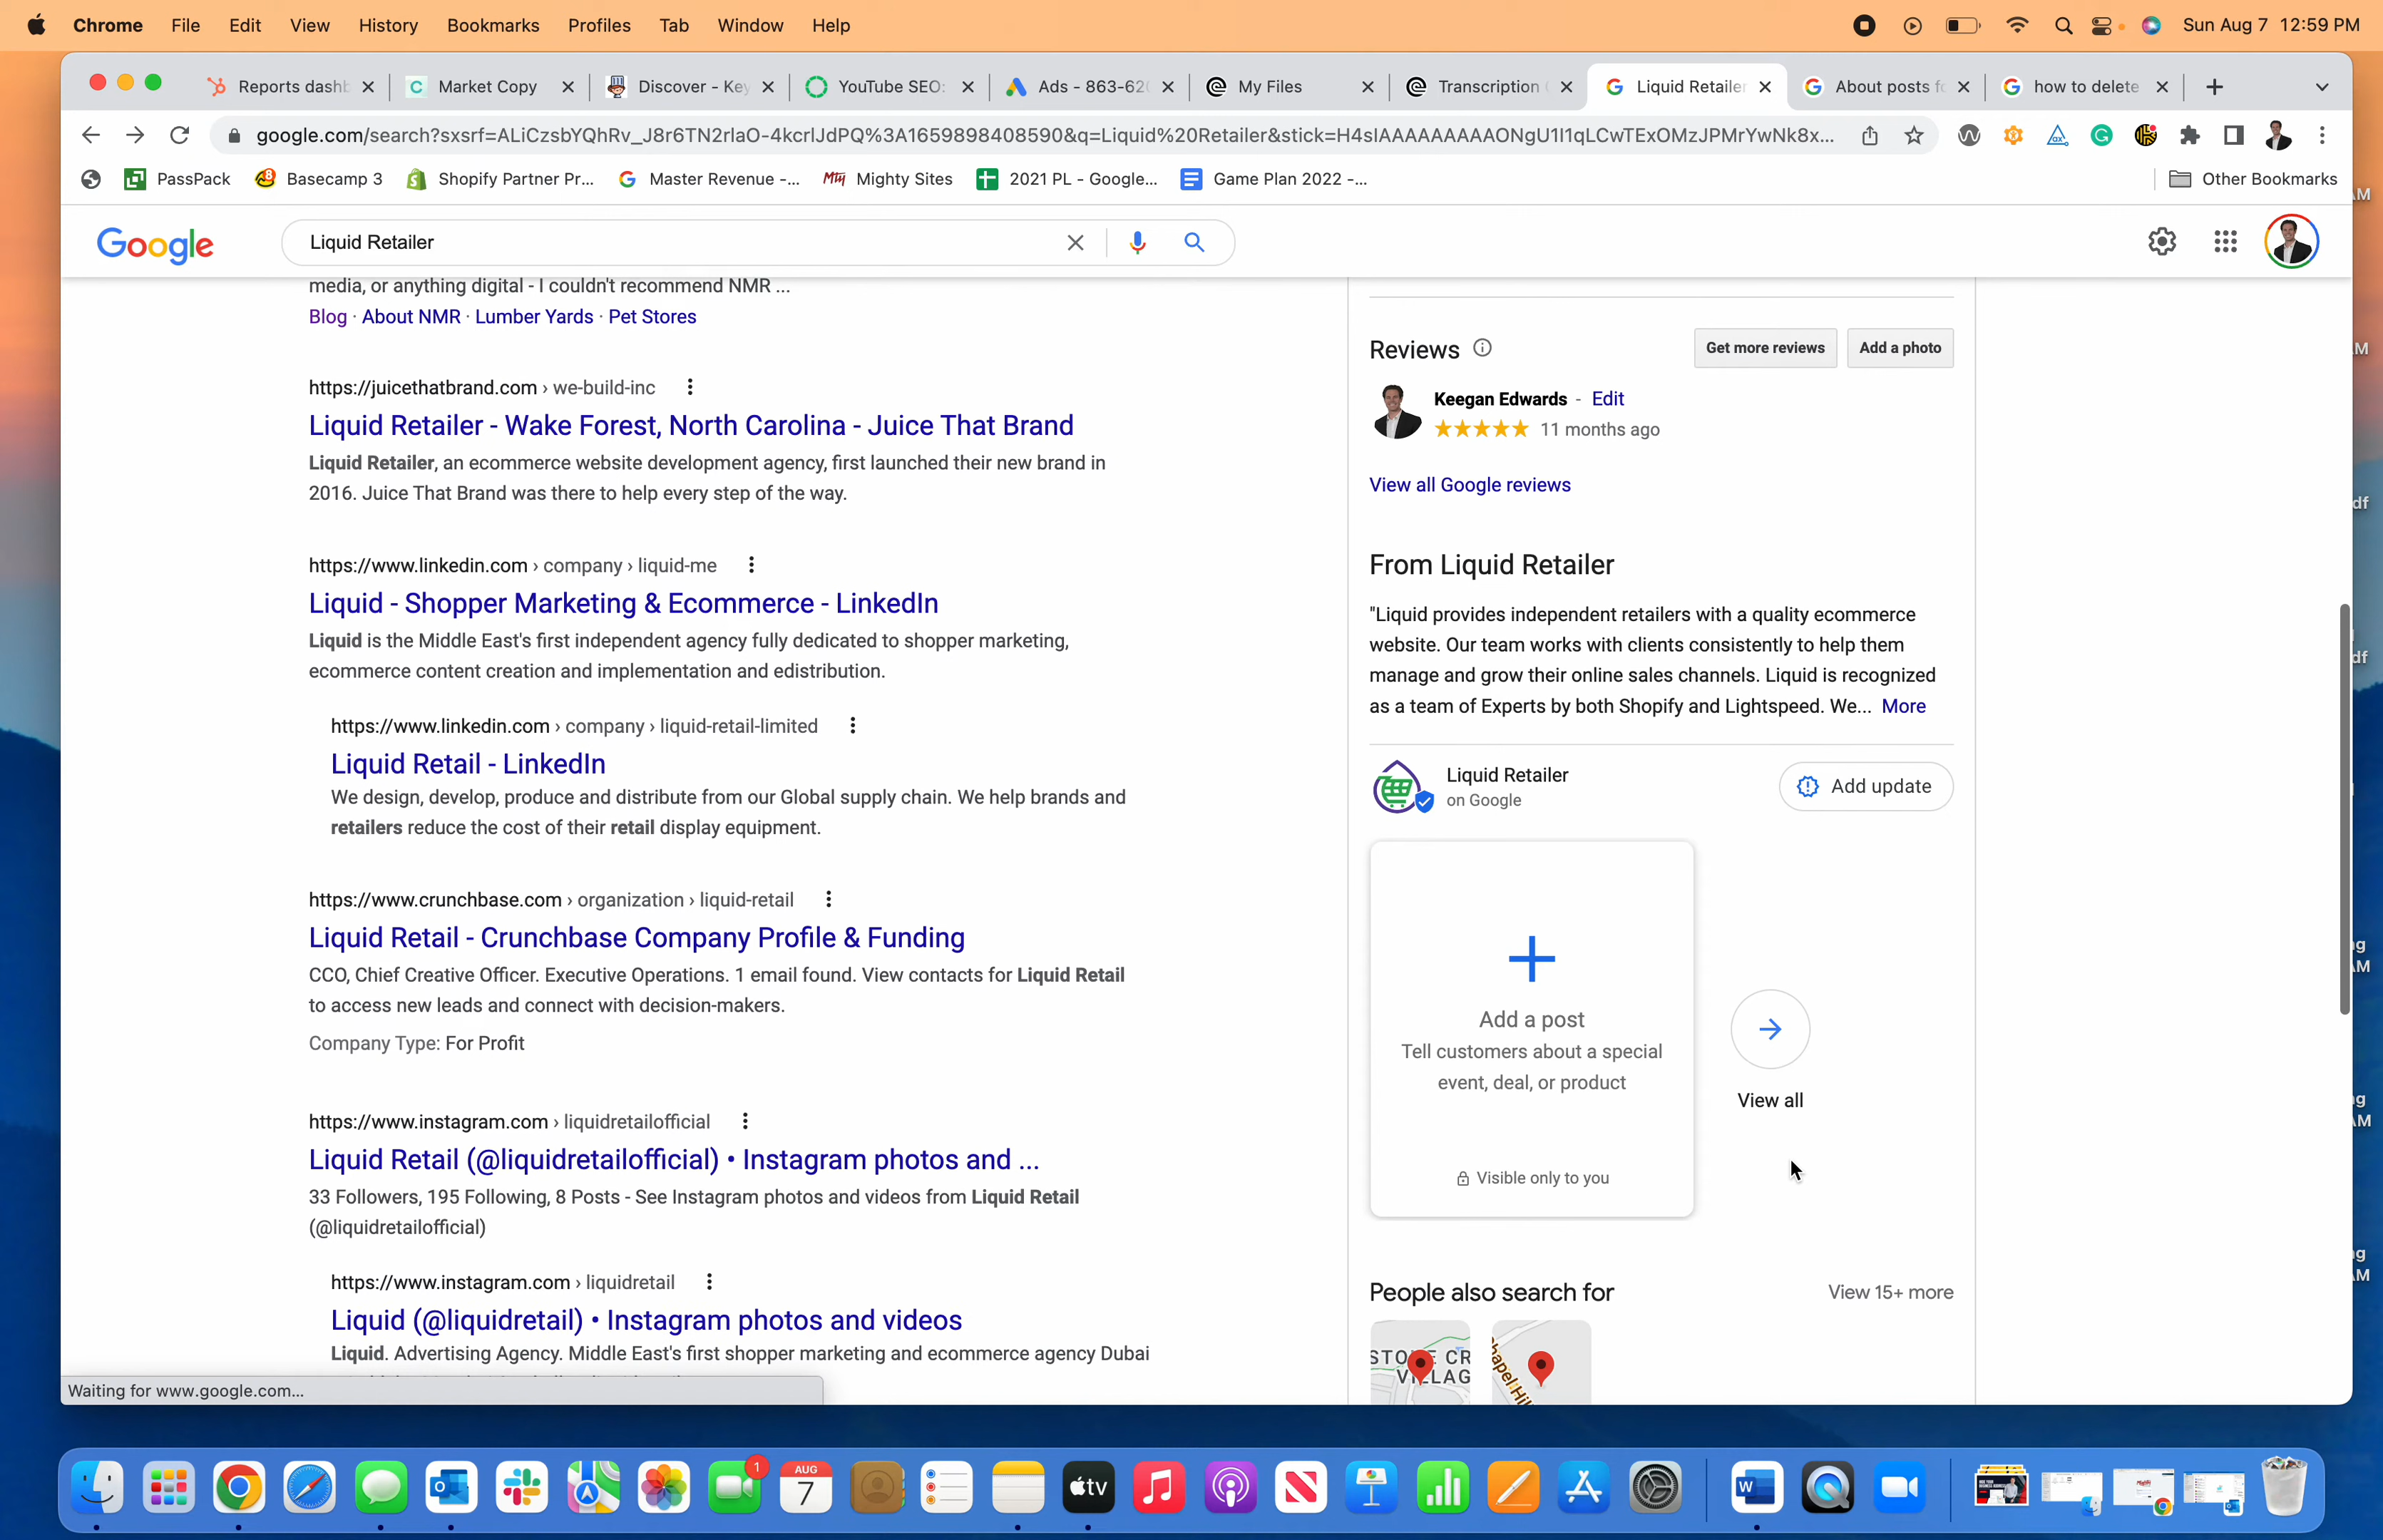 Chrome File Edit View History Bookmarks Profiles Tab Window Help Sun Aug 7 12:59 PM
Reports dashb Market Copy Discover - Key YouTube SEO: Ads - 863-620 My Files Transcription Liquid Retailer About posts fo how to delete
google.com/search?sxsrf=ALiCzsbYQhRv_J8r6TN2rlaO-4kcrlJdPQ%3A1659898408590&q=Liquid%20Retailer&stick=H4sIAAAAAAAAAONgU1I1qLCwTExOMzJPMrYwNk8x...
PassPack Basecamp 3 Shopify Partner Pr... Master Revenue -... Mighty Sites 2021 PL - Google... Game Plan 2022 -... Other Bookmarks
Google Liquid Retailer
media, or anything digital - I couldn't recommend NMR ...
Blog · About NMR · Lumber Yards · Pet Stores
https://juicethatbrand.com › we-build-inc
Liquid Retailer - Wake Forest, North Carolina - Juice That Brand
Liquid Retailer, an ecommerce website development agency, first launched their new brand in
2016. Juice That Brand was there to help every step of the way.
https://www.linkedin.com › company › liquid-me
Liquid - Shopper Marketing & Ecommerce - LinkedIn
Liquid is the Middle East's first independent agency fully dedicated to shopper marketing,
ecommerce content creation and implementation and edistribution.
https://www.linkedin.com › company › liquid-retail-limited
Liquid Retail - LinkedIn
We design, develop, produce and distribute from our Global supply chain. We help brands and
retailers reduce the cost of their retail display equipment.
https://www.crunchbase.com › organization › liquid-retail
Liquid Retail - Crunchbase Company Profile & Funding
CCO, Chief Creative Officer. Executive Operations. 1 email found. View contacts for Liquid Retail
to access new leads and connect with decision-makers.
Company Type: For Profit
https://www.instagram.com › liquidretailofficial
Liquid Retail (@liquidretailofficial) • Instagram photos and ...
33 Followers, 195 Following, 8 Posts - See Instagram photos and videos from Liquid Retail
(@liquidretailofficial)
https://www.instagram.com › liquidretail
Liquid (@liquidretail) • Instagram photos and videos
Liquid. Advertising Agency. Middle East's first shopper marketing and ecommerce agency Dubai
Waiting for www.google.com...
Reviews Get more reviews Add a photo
Keegan Edwards - Edit
11 months ago
View all Google reviews
From Liquid Retailer
"Liquid provides independent retailers with a quality ecommerce
website. Our team works with clients consistently to help them
manage and grow their online sales channels. Liquid is recognized
as a team of Experts by both Shopify and Lightspeed. We... More
Liquid Retailer
on Google
Add update
Add a post
Tell customers about a special
event, deal, or product
Visible only to you
View all
People also search for View 15+ more
STONE CR
VILLAG
hapel Hil
AUG
7
1
tv